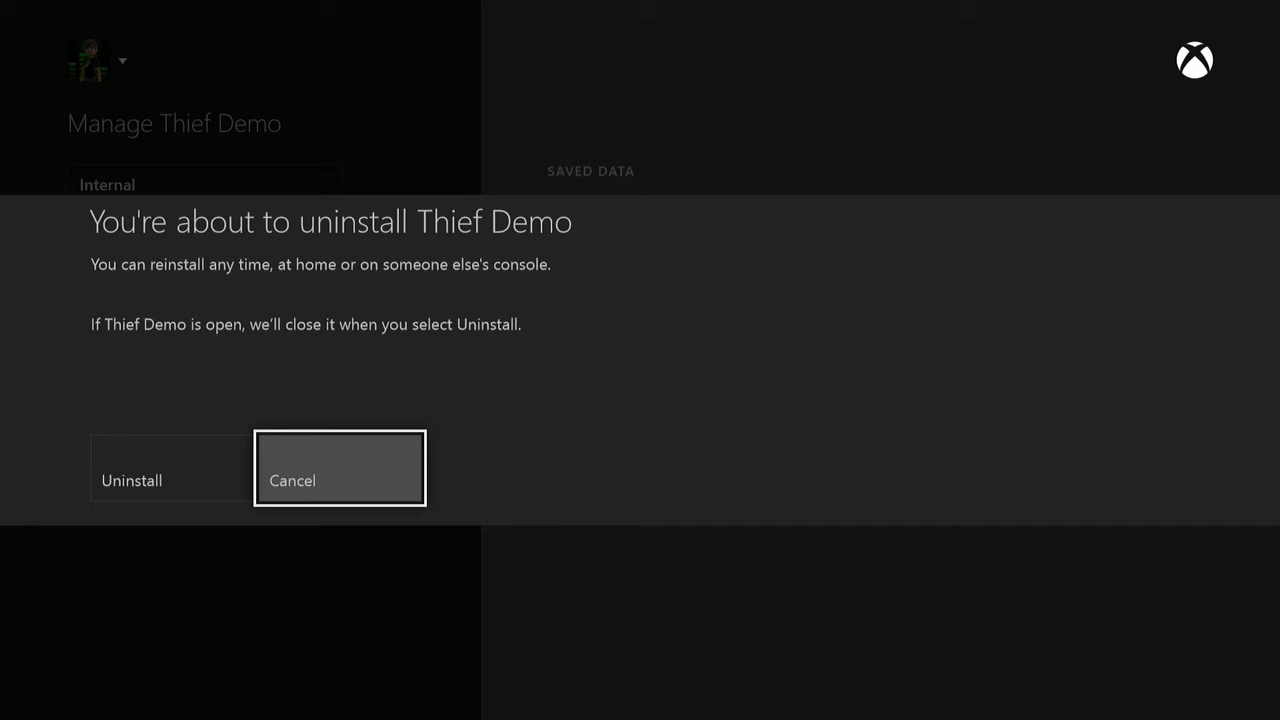 Manage Thief Demo
Internal
SAVED DATA
You're about to uninstall Thief Demo
You can reinstall any time, at home or on someone else's console.
If Thief Demo is open, we’ll close it when you select Uninstall.
Uninstall
Cancel